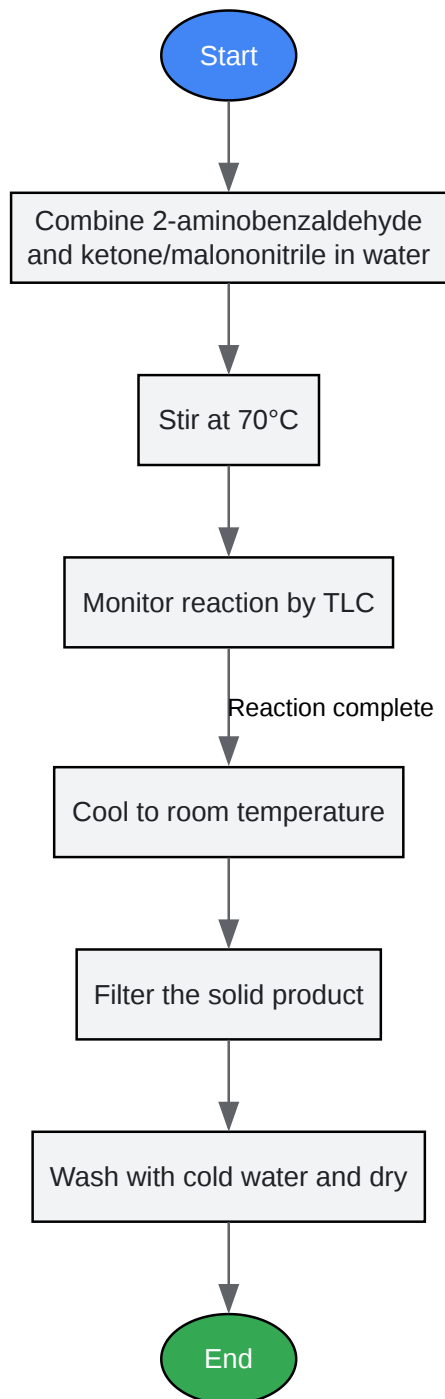 Start
Combine 2-aminobenzaldehyde
and ketone/malononitrile in water
Stir at 70°C
Monitor reaction by TLC
Reaction complete
Cool to room temperature
Filter the solid product
Wash with cold water and dry
End